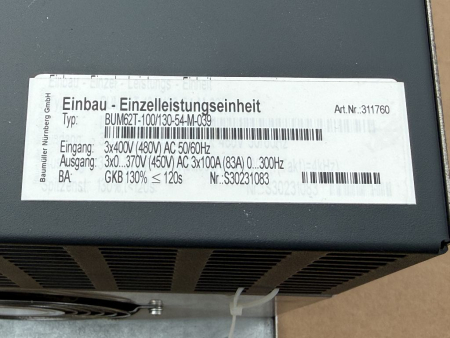 Einbau - Einzelleistungseinheit
Art.Nr.:311760
Typ: BUM62T-100/130-54-M-039
Eingang: 3x400V (480V) AC 50/60Hz
Ausgang: 3x0...370V (450V) AC 3x100A (83A) 0...300Hz
BA: GKB 130% ≤ 120s Nr.:S30231083
Baumüller Nürnberg GmbH